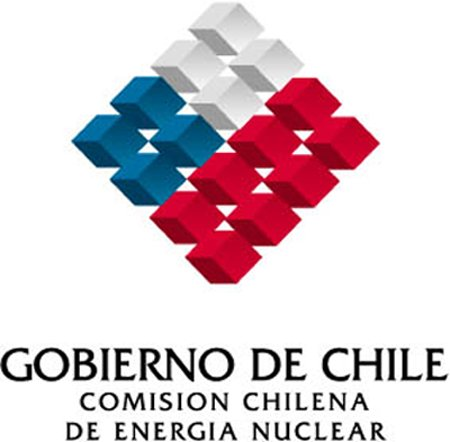 GOBIERNO DE CHILE
COMISION CHILENA
DE ENERGIA NUCLEAR